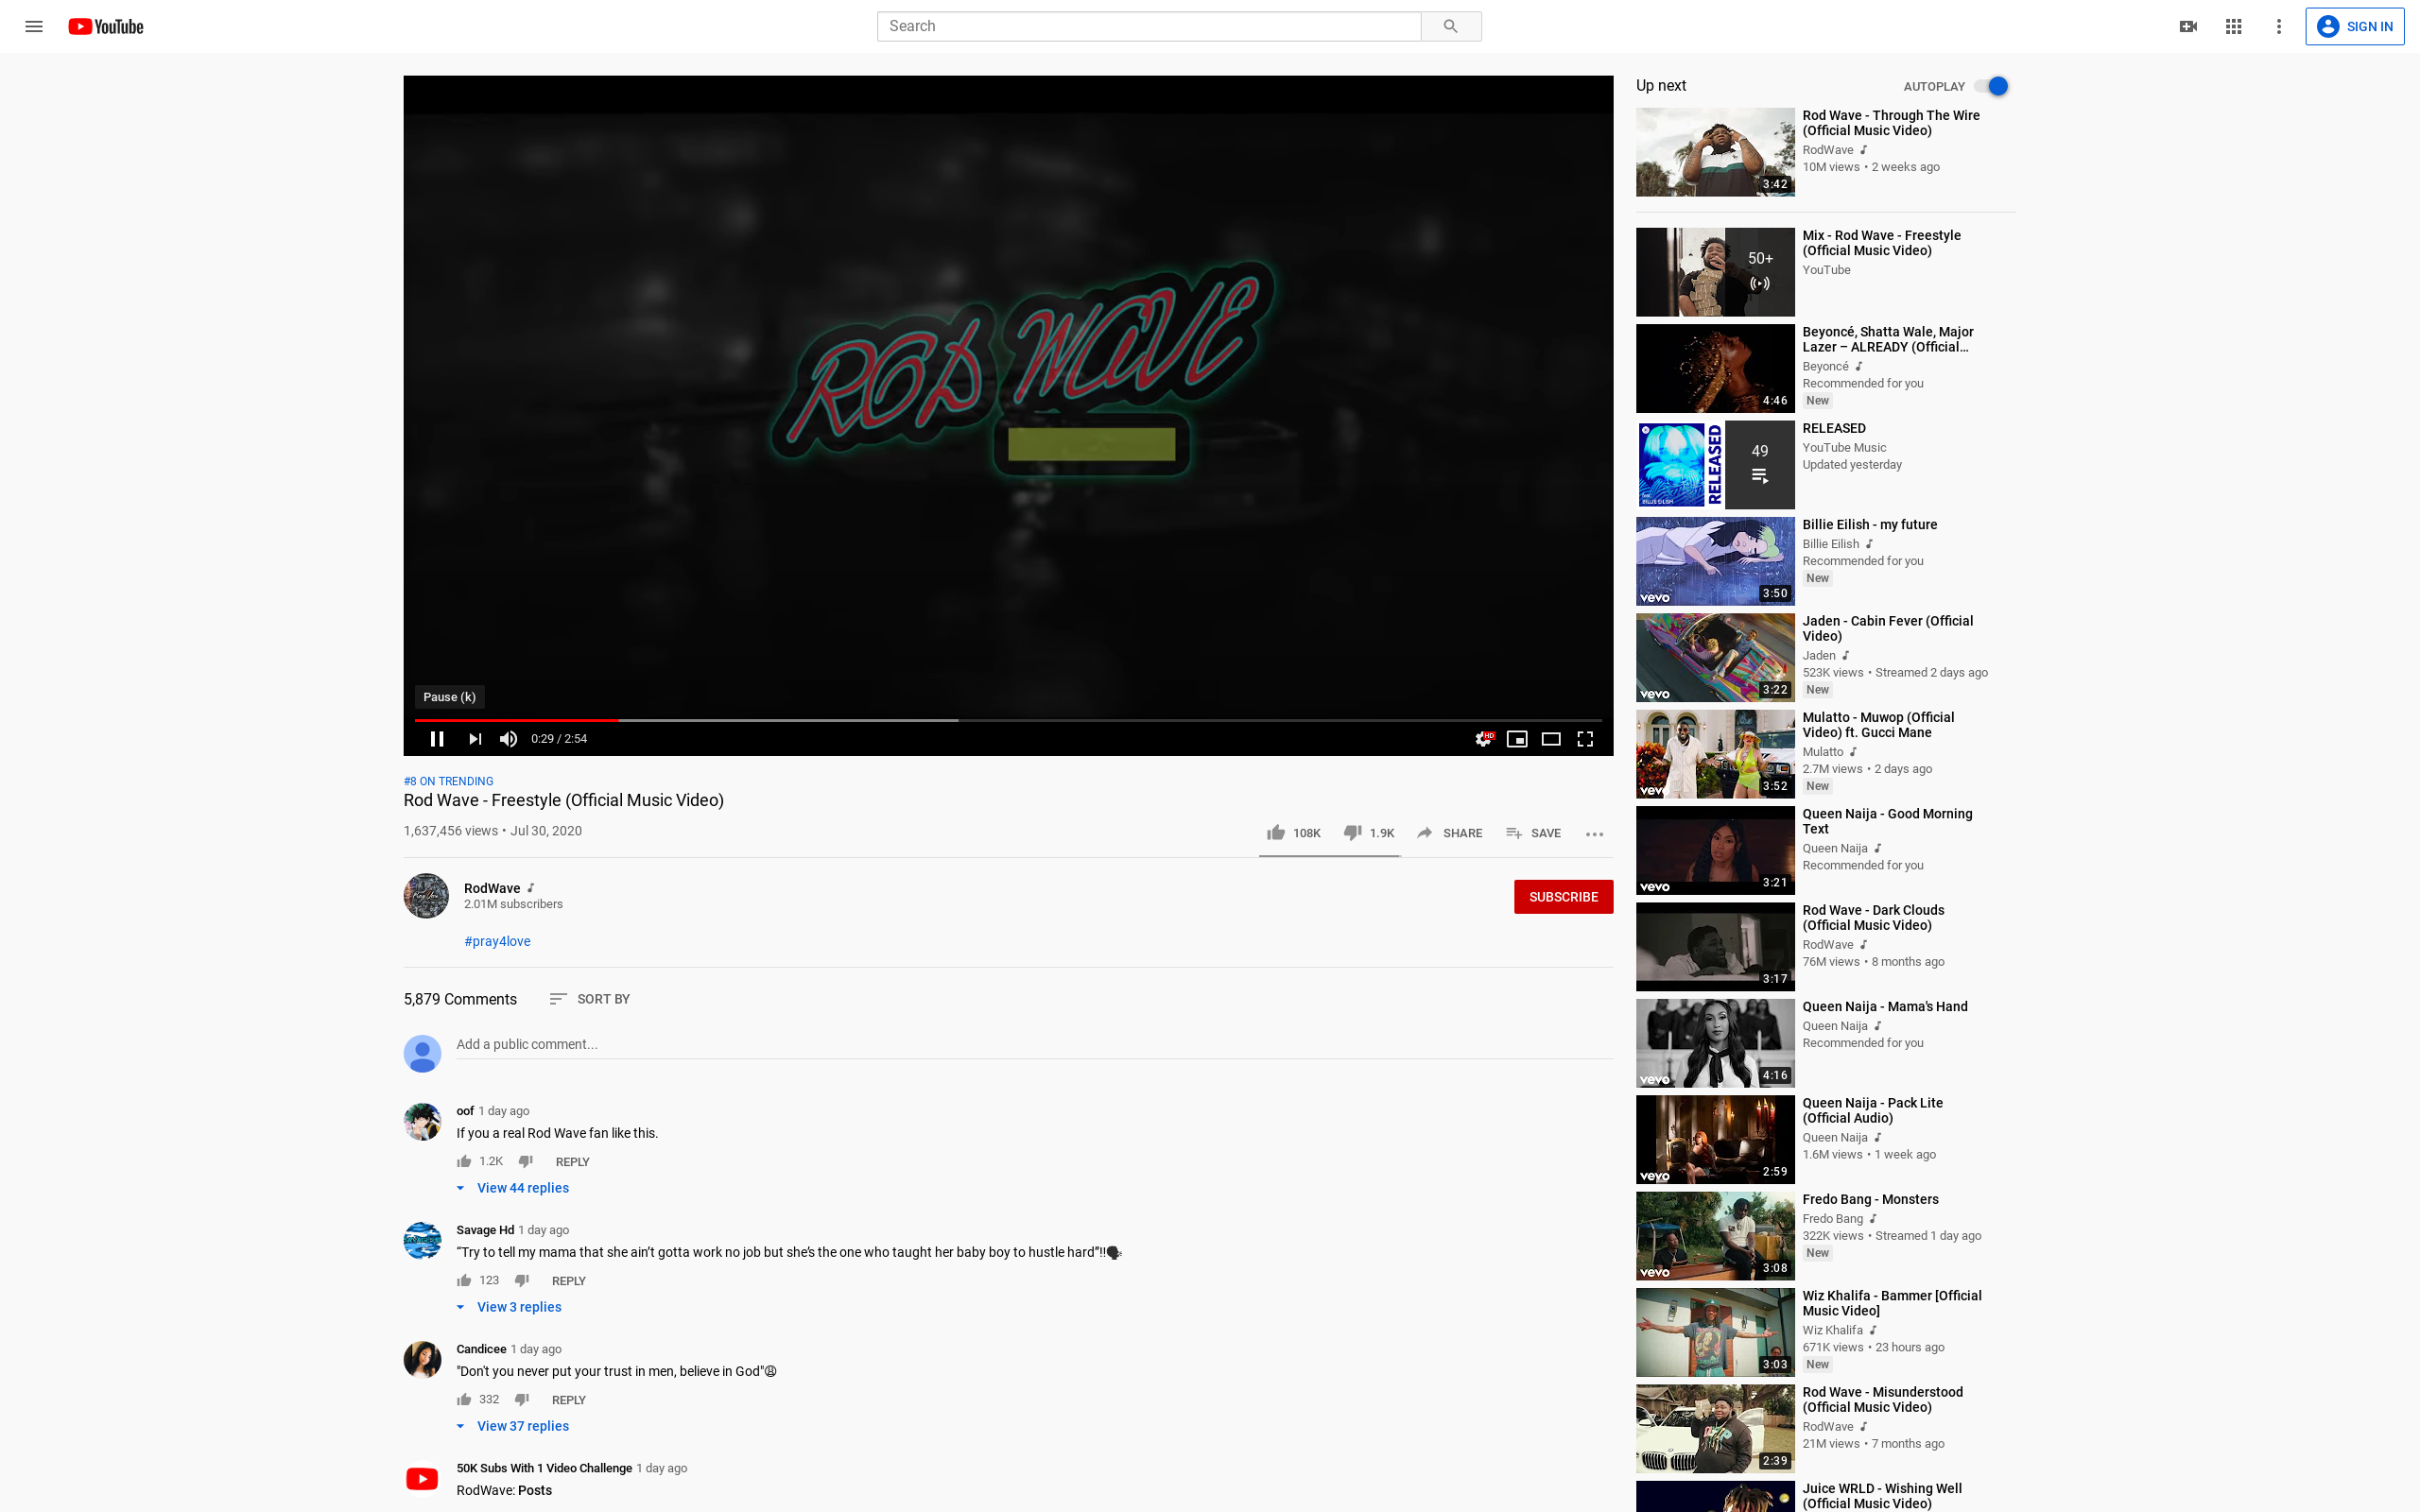 YouTube
Search
SIGN IN
ROD WAVE
Pause (k)
0:29 / 2:54
HD
#8 ON TRENDING
Rod Wave - Freestyle (Official Music Video)
1,637,456 views • Jul 30, 2020
108K
1.9K
SHARE
SAVE
RodWave
2.01M subscribers
SUBSCRIBE
#pray4love
5,879 Comments
SORT BY
Add a public comment...
oof 1 day ago
If you a real Rod Wave fan like this.
1.2K
REPLY
View 44 replies
Savage Hd 1 day ago
“Try to tell my mama that she ain’t gotta work no job but she’s the one who taught her baby boy to hustle hard”!!🗣
123
REPLY
View 3 replies
Candicee 1 day ago
"Don't you never put your trust in men, believe in God"😩
332
REPLY
View 37 replies
50K Subs With 1 Video Challenge 1 day ago
RodWave: Posts
Up next
AUTOPLAY
3:42
Rod Wave - Through The Wire
(Official Music Video)
RodWave
10M views • 2 weeks ago
50+
Mix - Rod Wave - Freestyle
(Official Music Video)
YouTube
4:46
Beyoncé, Shatta Wale, Major
Lazer – ALREADY (Official…
Beyoncé
Recommended for you
New
RELEASED
BILLIE EILISH
49
RELEASED
YouTube Music
Updated yesterday
vevo
3:50
Billie Eilish - my future
Billie Eilish
Recommended for you
New
vevo
3:22
Jaden - Cabin Fever (Official
Video)
Jaden
523K views • Streamed 2 days ago
New
vevo
3:52
Mulatto - Muwop (Official
Video) ft. Gucci Mane
Mulatto
2.7M views • 2 days ago
New
vevo
3:21
Queen Naija - Good Morning
Text
Queen Naija
Recommended for you
3:17
Rod Wave - Dark Clouds
(Official Music Video)
RodWave
76M views • 8 months ago
vevo
4:16
Queen Naija - Mama's Hand
Queen Naija
Recommended for you
vevo
2:59
Queen Naija - Pack Lite
(Official Audio)
Queen Naija
1.6M views • 1 week ago
vevo
3:08
Fredo Bang - Monsters
Fredo Bang
322K views • Streamed 1 day ago
New
3:03
Wiz Khalifa - Bammer [Official
Music Video]
Wiz Khalifa
671K views • 23 hours ago
New
2:39
Rod Wave - Misunderstood
(Official Music Video)
RodWave
21M views • 7 months ago
Juice WRLD - Wishing Well
(Official Music Video)